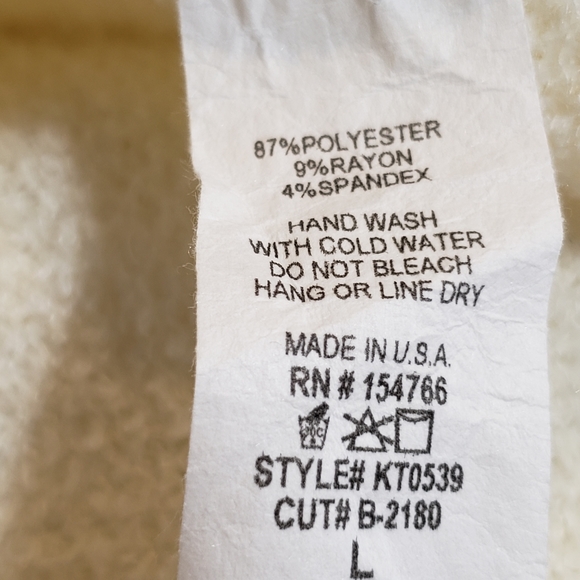 87%POLYESTER
9%RAYON
4%SPANDEX
HAND WASH
WITH COLD WATER
DO NOT BLEACH
HANG OR LINE DRY
MADE IN U.S.A.
RN # 154766
STYLE# KT0539
CUT# B-2180
L